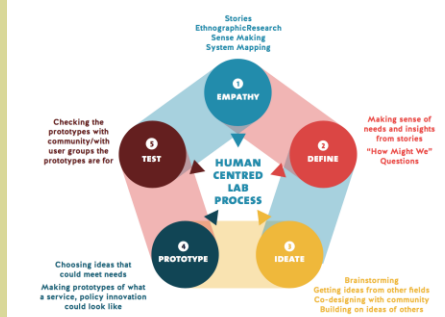 Stories
EthnographicResearch
Sense Making
System Mapping
1
EMPATHY
Making sense of
needs and insights
from stories
"How Might We"
Questions
2
DEFINE
Checking the
prototypes with
community/with
user groups the
prototypes are for
5
TEST
HUMAN
CENTRED
LAB
PROCESS
4
PROTOTYPE
3
IDEATE
Choosing ideas that
could meet needs
Making prototypes of what
a service, policy innovation
could look like
Brainstorming
Getting ideas from other fields
Co-designing with community
Building on ideas of others